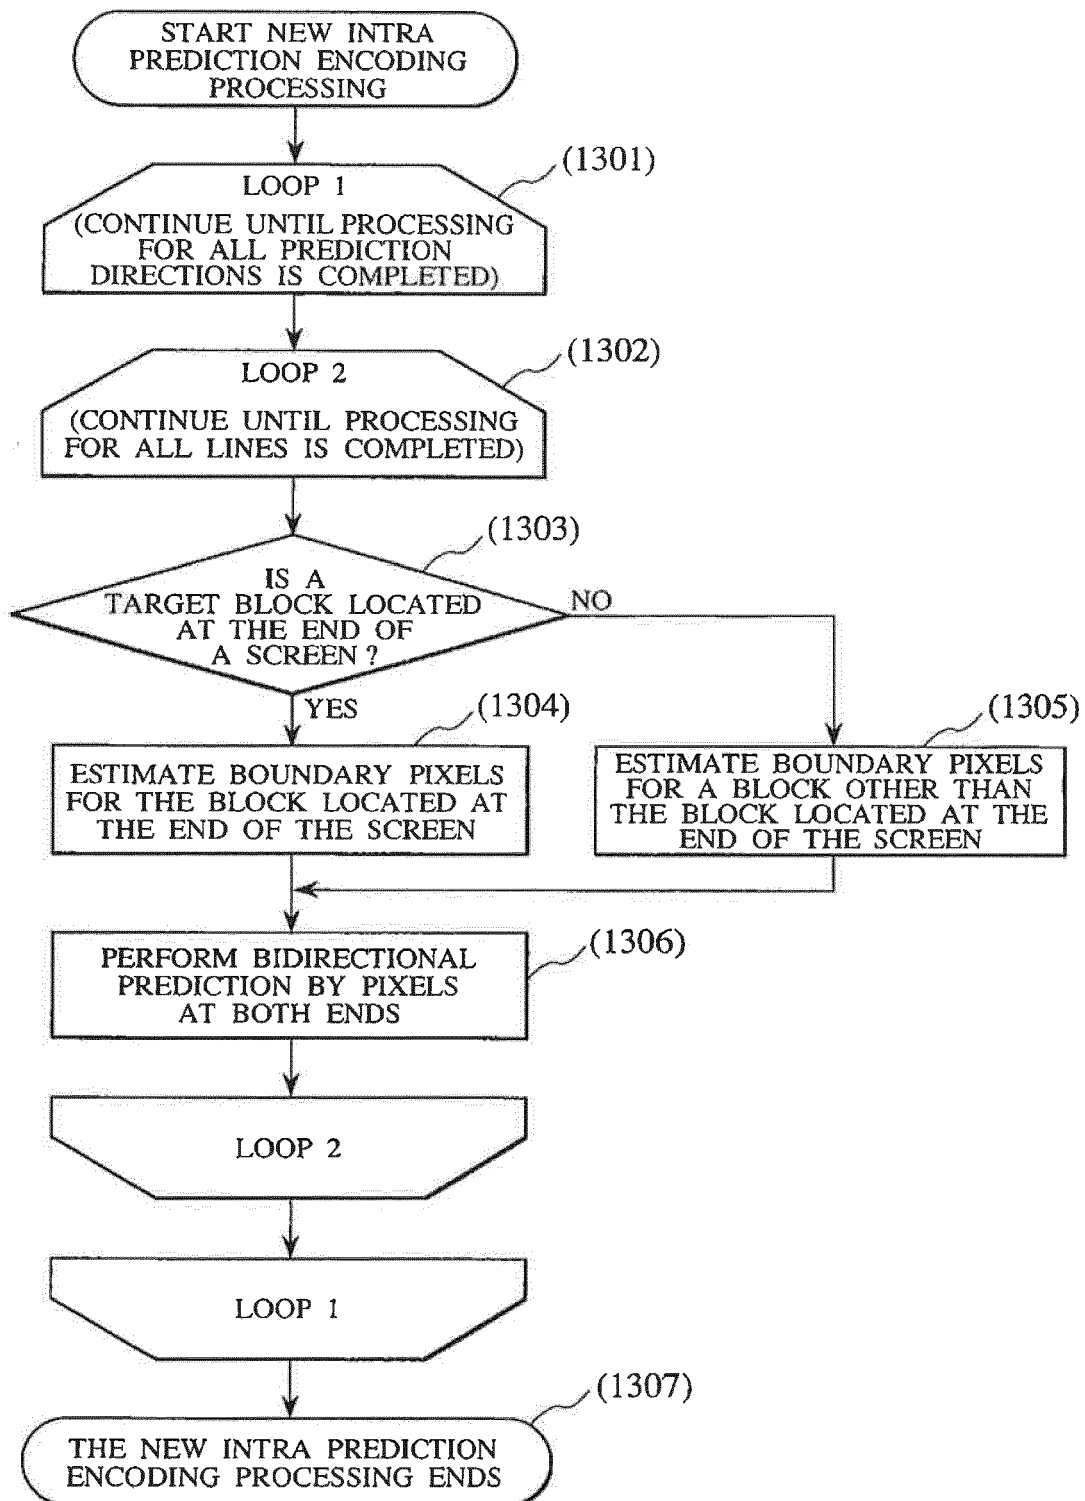 START NEW INTRA
PREDICTION ENCODING
PROCESSING
(1301)
LOOP 1
(CONTINUE UNTIL PROCESSING
FOR ALL PREDICTION
DIRECTIONS IS COMPLETED)
(1302)
LOOP 2
(CONTINUE UNTIL PROCESSING
FOR ALL LINES IS COMPLETED)
(1303)
IS A
TARGET BLOCK LOCATED
AT THE END OF
A SCREEN ?
NO
YES
(1304)
ESTIMATE BOUNDARY PIXELS
FOR THE BLOCK LOCATED AT
THE END OF THE SCREEN
(1305)
ESTIMATE BOUNDARY PIXELS
FOR A BLOCK OTHER THAN
THE BLOCK LOCATED AT THE
END OF THE SCREEN
(1306)
PERFORM BIDIRECTIONAL
PREDICTION BY PIXELS
AT BOTH ENDS
LOOP 2
LOOP 1
(1307)
THE NEW INTRA PREDICTION
ENCODING PROCESSING ENDS